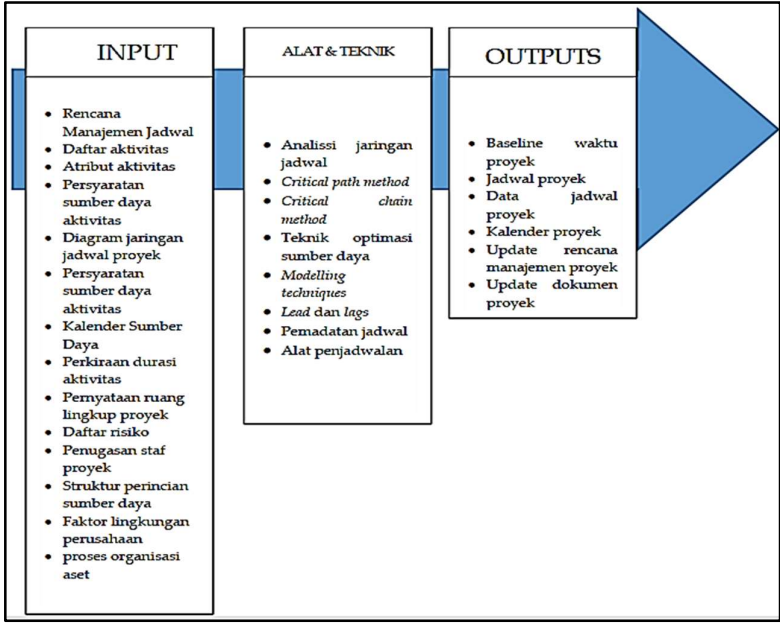 INPUT
• Rencana
Manajemen Jadwal
• Daftar aktivitas
• Atribut aktivitas
• Persyaratan
sumber daya
aktivitas
• Diagram jaringan
jadwal proyek
• Persyaratan
sumber daya
aktivitas
• Kalender Sumber
Daya
• Perkiraan durasi
aktivitas
• Pernyataan ruang
lingkup proyek
• Daftar risiko
• Penugasan staf
proyek
• Struktur perincian
sumber daya
• Faktor lingkungan
perusahaan
• proses organisasi
aset
ALAT & TEKNIK
• Analissi jaringan
jadwal
• Critical path method
• Critical chain
method
• Teknik optimasi
sumber daya
• Modelling
techniques
• Lead dan lags
• Pemadatan jadwal
• Alat penjadwalan
OUTPUTS
• Baseline waktu
proyek
• Jadwal proyek
• Data jadwal
proyek
• Kalender proyek
• Update rencana
manajemen proyek
• Update dokumen
proyek